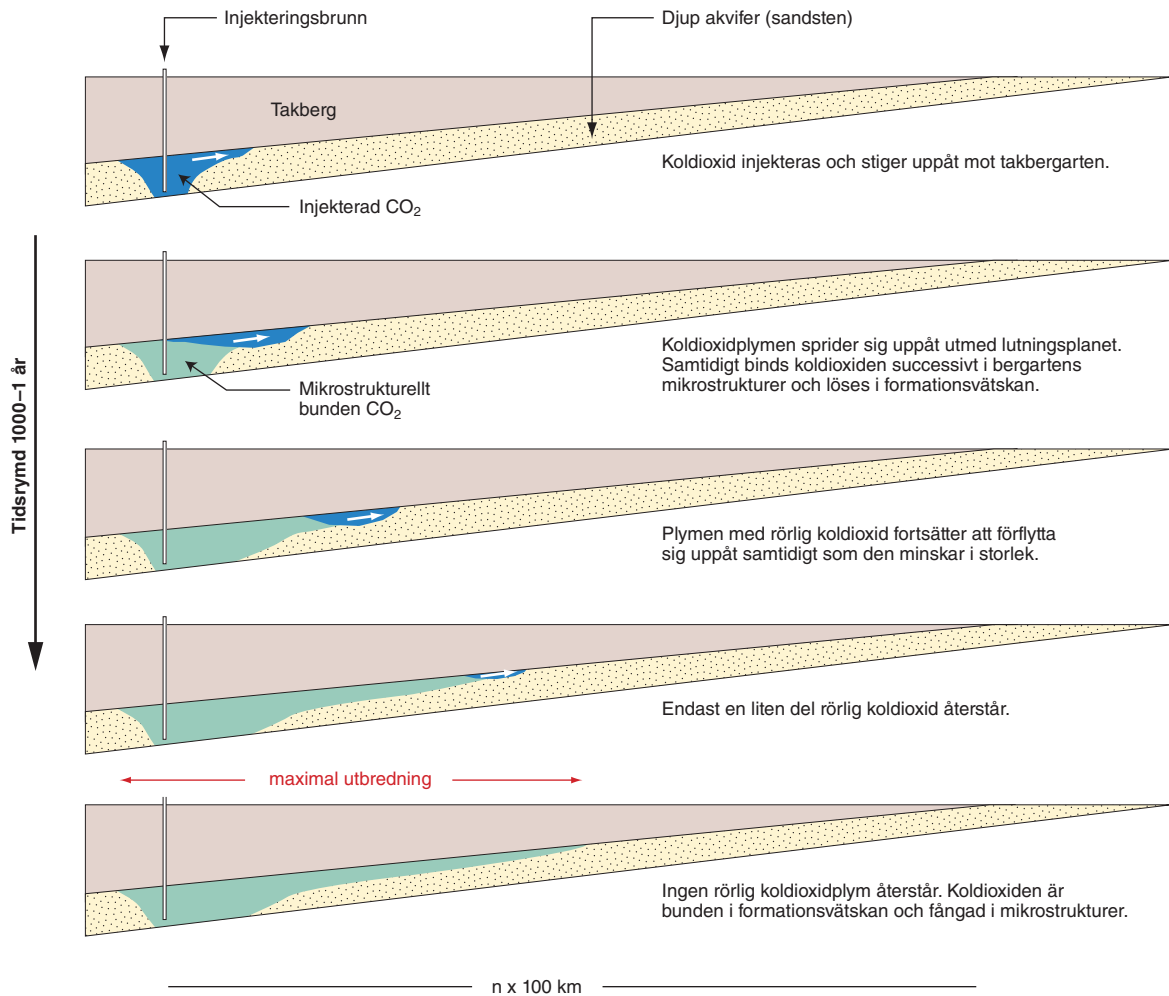 Injekteringsbrunn
Djup akvifer (sandsten)
Takberg
Koldioxid injekteras och stiger uppåt mot takbergarten.
Injekterad CO₂
Koldioxidplymen sprider sig uppåt utmed lutningsplanet.
Samtidigt binds koldioxiden successivt i bergartens
mikrostrukturer och löses i formationsvätskan.
Mikrostrukturellt
bunden CO₂
Tidsrymd 1000–1 år
Plymen med rörlig koldioxid fortsätter att förflytta
sig uppåt samtidigt som den minskar i storlek.
Endast en liten del rörlig koldioxid återstår.
maximal utbredning
Ingen rörlig koldioxidplym återstår. Koldioxiden är
bunden i formationsvätskan och fångad i mikrostrukturer.
n x 100 km